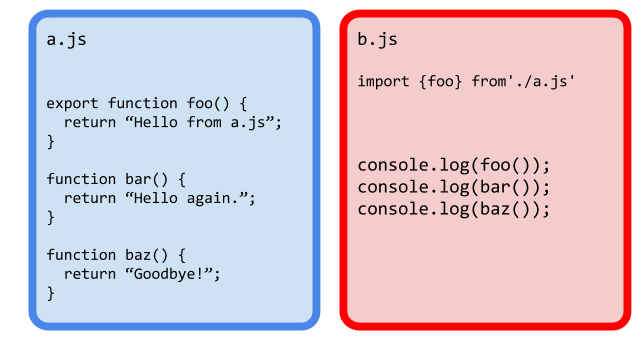 a.js
export function foo() {
  return “Hello from a.js”;
}
function bar() {
  return “Hello again.”;
}
function baz() {
  return “Goodbye!”;
}
b.js
import {foo} from'./a.js'
console.log(foo());
console.log(bar());
console.log(baz());